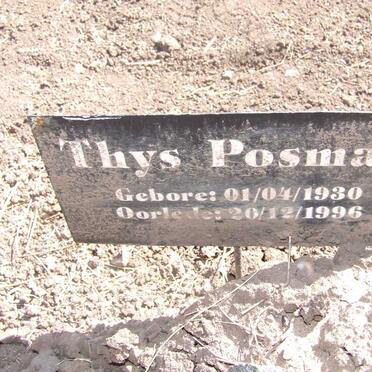 Thys Posma
Gebore: 01/04/1930
Oorlede: 20/12/1996